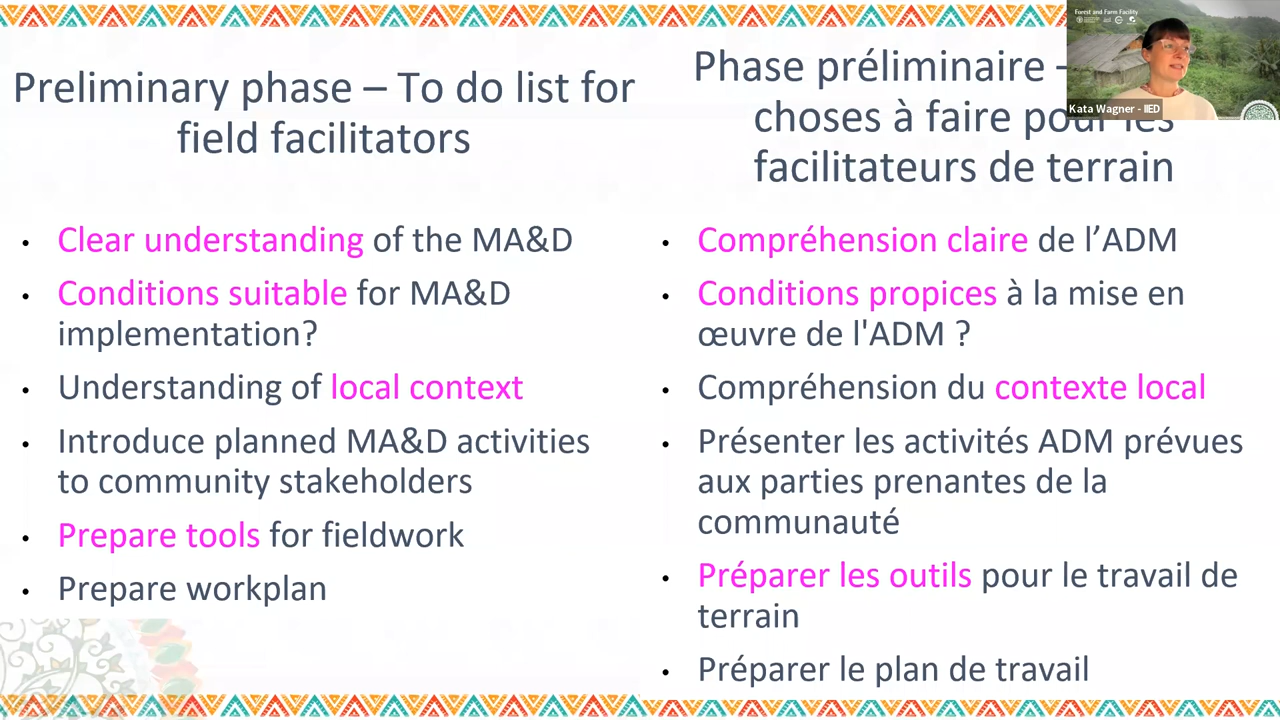 Preliminary phase – To do list for
field facilitators
• Clear understanding of the MA&D
• Conditions suitable for MA&D
implementation?
• Understanding of local context
• Introduce planned MA&D activities
to community stakeholders
• Prepare tools for fieldwork
• Prepare workplan
Phase préliminaire –
choses à faire pour les
facilitateurs de terrain
• Compréhension claire de l’ADM
• Conditions propices à la mise en
œuvre de l'ADM ?
• Compréhension du contexte local
• Présenter les activités ADM prévues
aux parties prenantes de la
communauté
• Préparer les outils pour le travail de
terrain
• Préparer le plan de travail
Forest and Farm Facility
Kata Wagner - IIED